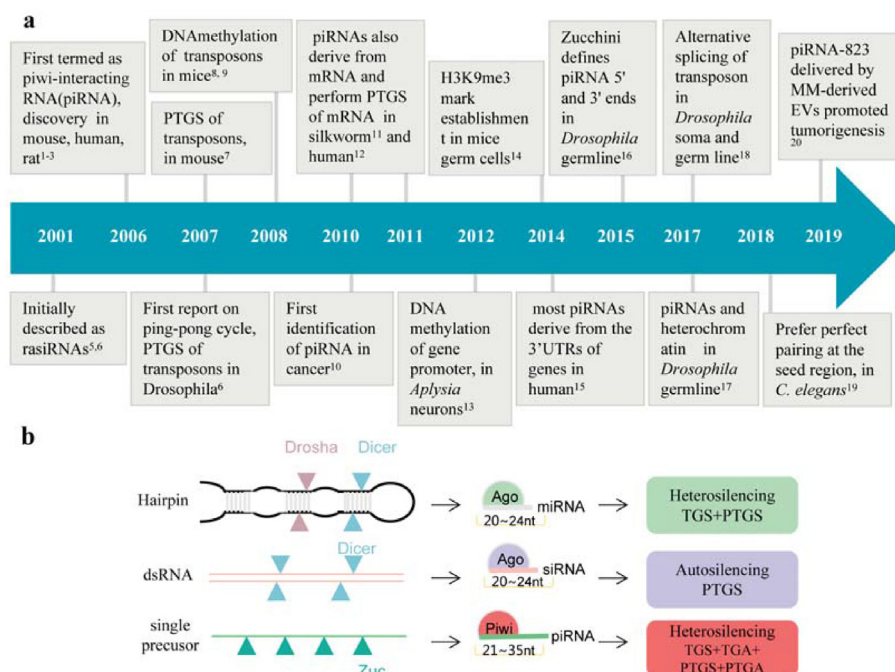 a
First termed as
piwi-interacting
RNA(piRNA),
discovery in
mouse, human,
rat1-3
DNAmethylation
of transposons
in mice8, 9
PTGS of
transposons,
in mouse7
piRNAs also
derive from
mRNA and
perform PTGS
of mRNA in
silkworm11 and
human12
H3K9me3
mark
establishmen
t in mice
germ cells14
Zucchini
defines
piRNA 5'
and 3' ends
in
Drosophila
germline
16
Alternative
splicing of
transposon
in
Drosophila
soma and
germ line18
piRNA-823
delivered by
MM-derived
EVs promoted
tumorigenesis
20
2001 2006 2007 2008 2010 2011 2012 2014 2015 2017 2018 2019
Initially
described as
rasiRNAs5,6
First report on
ping-pong cycle,
PTGS of
transposons in
Drosophila6
First
identification
of piRNA in
cancer10
DNA
methylation
of gene
promoter, in
Aplysia
neurons13
most piRNAs
derive from the
3'UTRs of
genes in
human15
piRNAs and
heterochrom
atin in
Drosophila
germline17
Prefer perfect
pairing at the
seed region, in
C. elegans19
b
Drosha Dicer
Hairpin
Ago
miRNA
20~24nt
Heterosilencing
TGS+PTGS
Dicer
dsRNA
Ago
siRNA
20~24nt
Autosilencing
PTGS
single
precusor
Piwi
piRNA
21~35nt
Heterosilencing
TGS+TGA+
PTGS+PTGA
Zuc